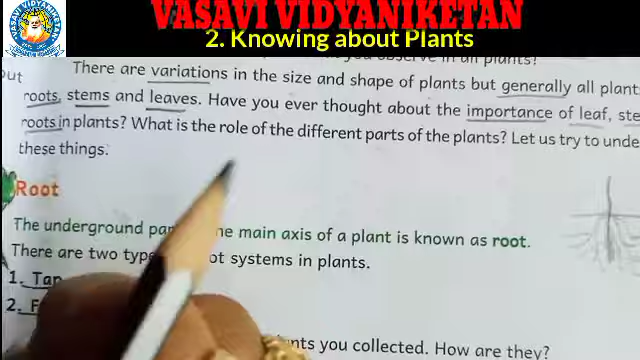 VASAVI VIDYANIKETAN
2. Knowing about Plants
out
There are variations in the size and shape of plants but generally all plant
roots, stems and leaves. Have you ever thought about the importance of leaf, ste
roots in plants? What is the role of the different parts of the plants? Let us try to unde
these things.
Root
The underground par main axis of a plant is known as root.
There are two type ot systems in plants.
1. Tap
2. F
nts you collected. How are they?